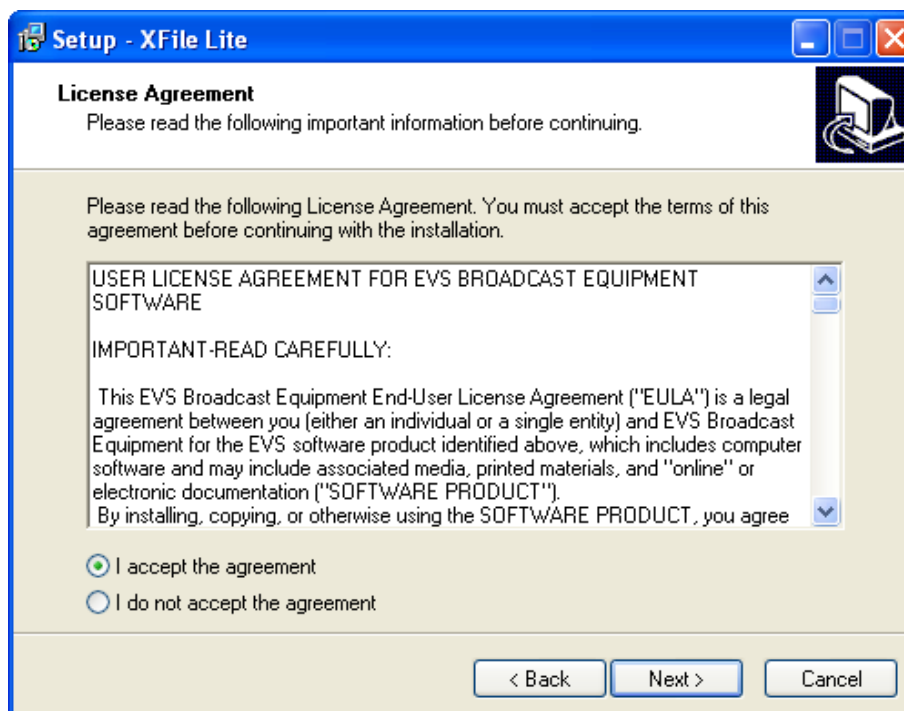 Setup - XFile Lite
License Agreement
Please read the following important information before continuing.
Please read the following License Agreement. You must accept the terms of this
agreement before continuing with the installation.
USER LICENSE AGREEMENT FOR EVS BROADCAST EQUIPMENT
SOFTWARE
IMPORTANT-READ CAREFULLY:
This EVS Broadcast Equipment End-User License Agreement (''EULA'') is a legal
agreement between you (either an individual or a single entity) and EVS Broadcast
Equipment for the EVS software product identified above, which includes computer
software and may include associated media, printed materials, and "online" or
electronic documentation (''SOFTWARE PRODUCT'').
By installing, copying, or otherwise using the SOFTWARE PRODUCT, you agree
I accept the agreement
I do not accept the agreement
< Back
Next >
Cancel